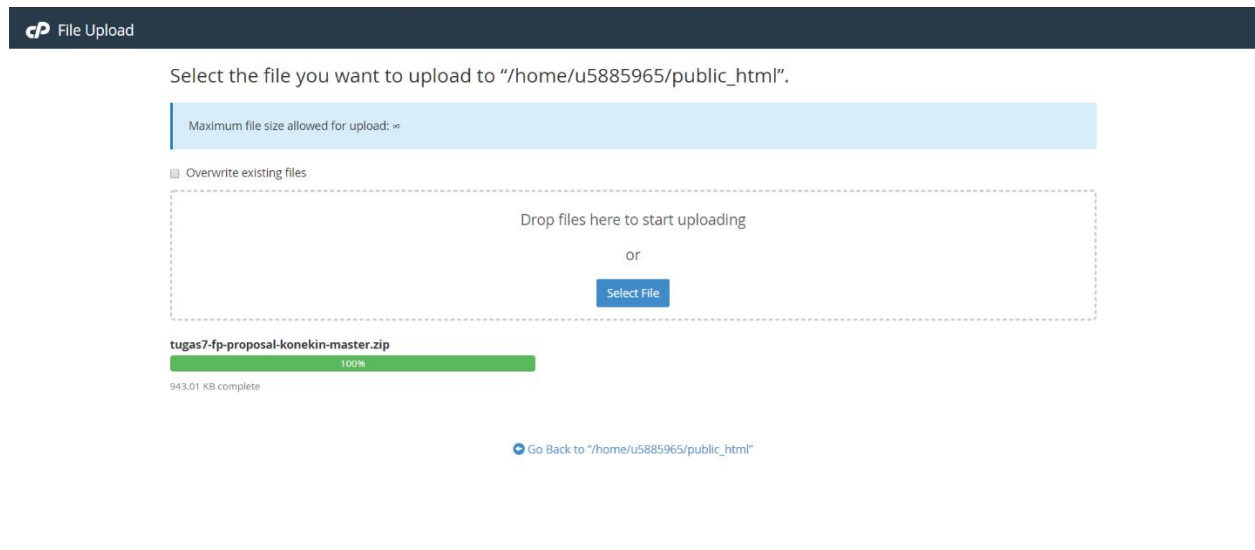 cP File Upload
Select the file you want to upload to “/home/u5885965/public_html”.
Maximum file size allowed for upload: ∞
Overwrite existing files
Drop files here to start uploading
or
Select File
tugas7-fp-proposal-konekin-master.zip
100%
943.01 KB complete
Go Back to “/home/u5885965/public_html”